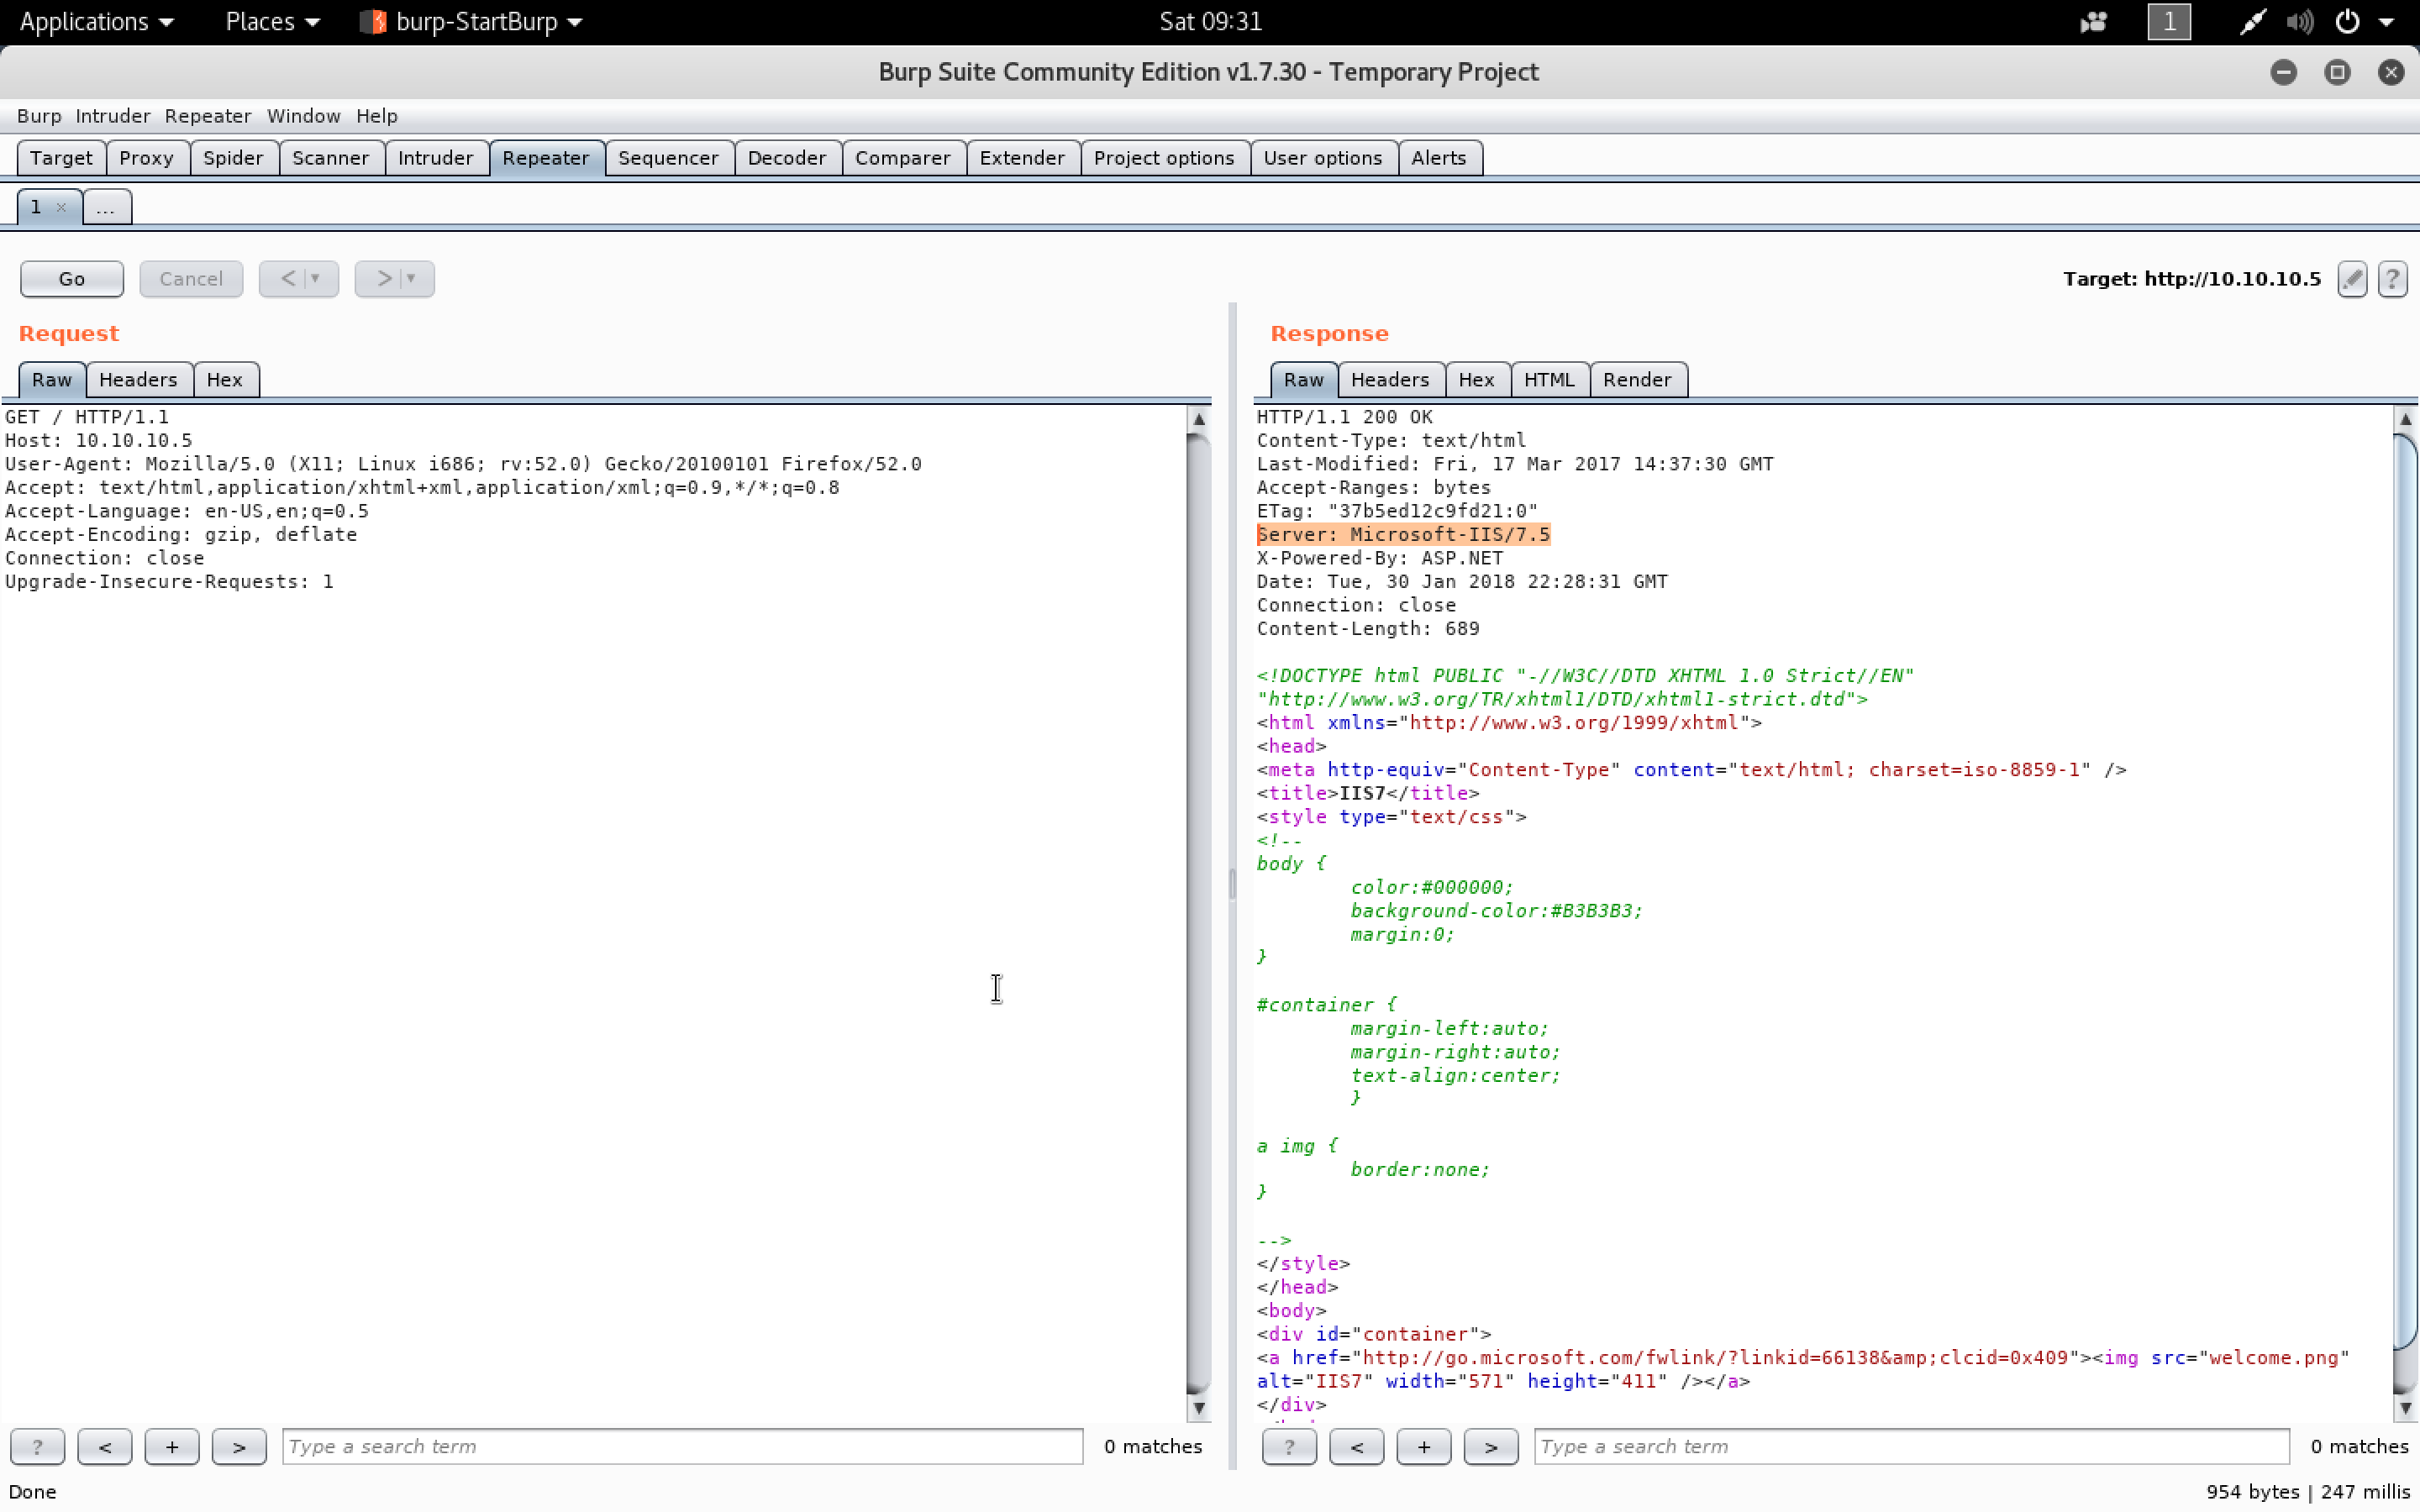 Applications Places burp-StartBurp Sat 09:31 1
Burp Suite Community Edition v1.7.30 - Temporary Project
Burp Intruder Repeater Window Help
Target Proxy Spider Scanner Intruder Repeater Sequencer Decoder Comparer Extender Project options User options Alerts
1 × ...
Go Cancel < > Target: http://10.10.10.5 ?
Request
Raw Headers Hex
GET / HTTP/1.1
Host: 10.10.10.5
User-Agent: Mozilla/5.0 (X11; Linux i686; rv:52.0) Gecko/20100101 Firefox/52.0
Accept: text/html,application/xhtml+xml,application/xml;q=0.9,*/*;q=0.8
Accept-Language: en-US,en;q=0.5
Accept-Encoding: gzip, deflate
Connection: close
Upgrade-Insecure-Requests: 1
? < + > Type a search term 0 matches
Response
Raw Headers Hex HTML Render
HTTP/1.1 200 OK
Content-Type: text/html
Last-Modified: Fri, 17 Mar 2017 14:37:30 GMT
Accept-Ranges: bytes
ETag: "37b5ed12c9fd21:0"
Server: Microsoft-IIS/7.5
X-Powered-By: ASP.NET
Date: Tue, 30 Jan 2018 22:28:31 GMT
Connection: close
Content-Length: 689
<!DOCTYPE html PUBLIC "-//W3C//DTD XHTML 1.0 Strict//EN"
"http://www.w3.org/TR/xhtml1/DTD/xhtml1-strict.dtd">
<html xmlns="http://www.w3.org/1999/xhtml">
<head>
<meta http-equiv="Content-Type" content="text/html; charset=iso-8859-1" />
<title>IIS7</title>
<style type="text/css">
<!--
body {
color:#000000;
background-color:#B3B3B3;
margin:0;
}
#container {
margin-left:auto;
margin-right:auto;
text-align:center;
}
a img {
border:none;
}
-->
</style>
</head>
<body>
<div id="container">
<a href="http://go.microsoft.com/fwlink/?linkid=66138&amp;clcid=0x409"><img src="welcome.png"
alt="IIS7" width="571" height="411" /></a>
</div>
? < + > Type a search term 0 matches
Done 954 bytes | 247 millis